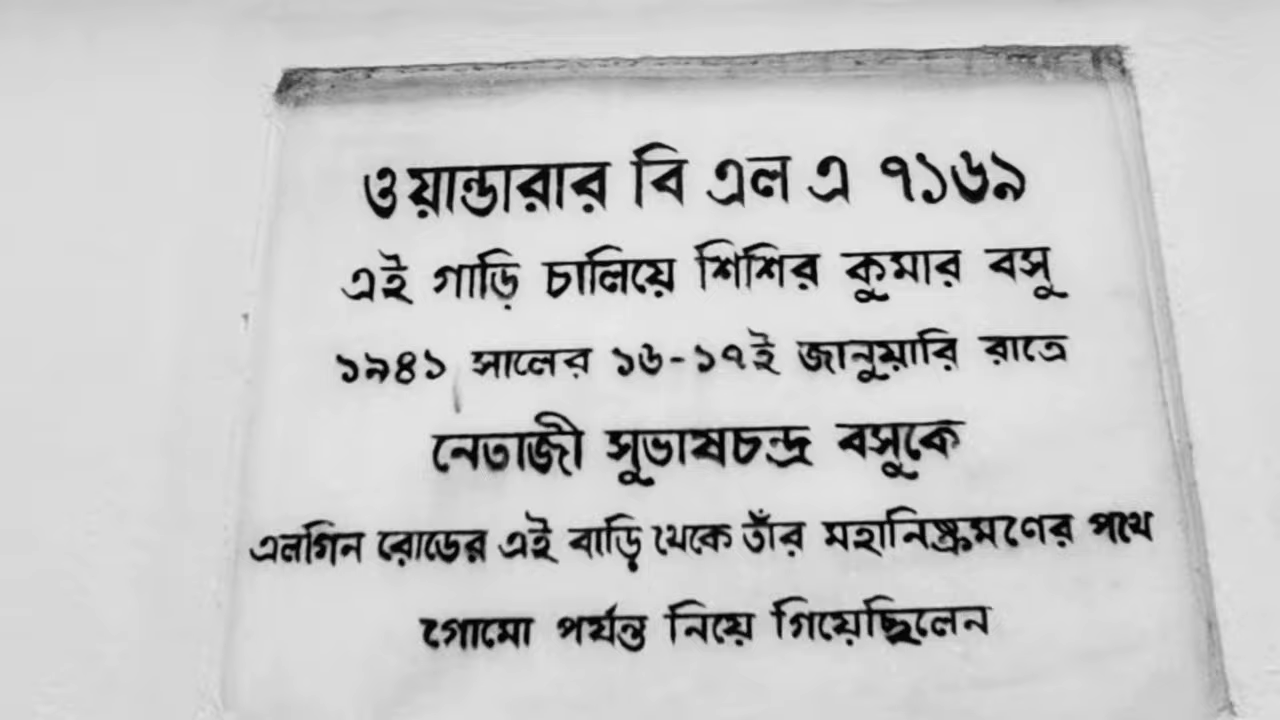 ওয়ান্ডারার বি এল এ ৭১৬৯
এই গাড়ি চালিয়ে শিশির কুমার বসু
১৯৪১ সালের ১৬-১৭ই জানুয়ারি রাত্রে
নেতাজী সুভাষচন্দ্র বসুকে
এলগিন রোডের এই বাড়ি থেকে তাঁর মহানিষ্ক্রমণের পথে
গোমো পর্যন্ত নিয়ে গিয়েছিলেন